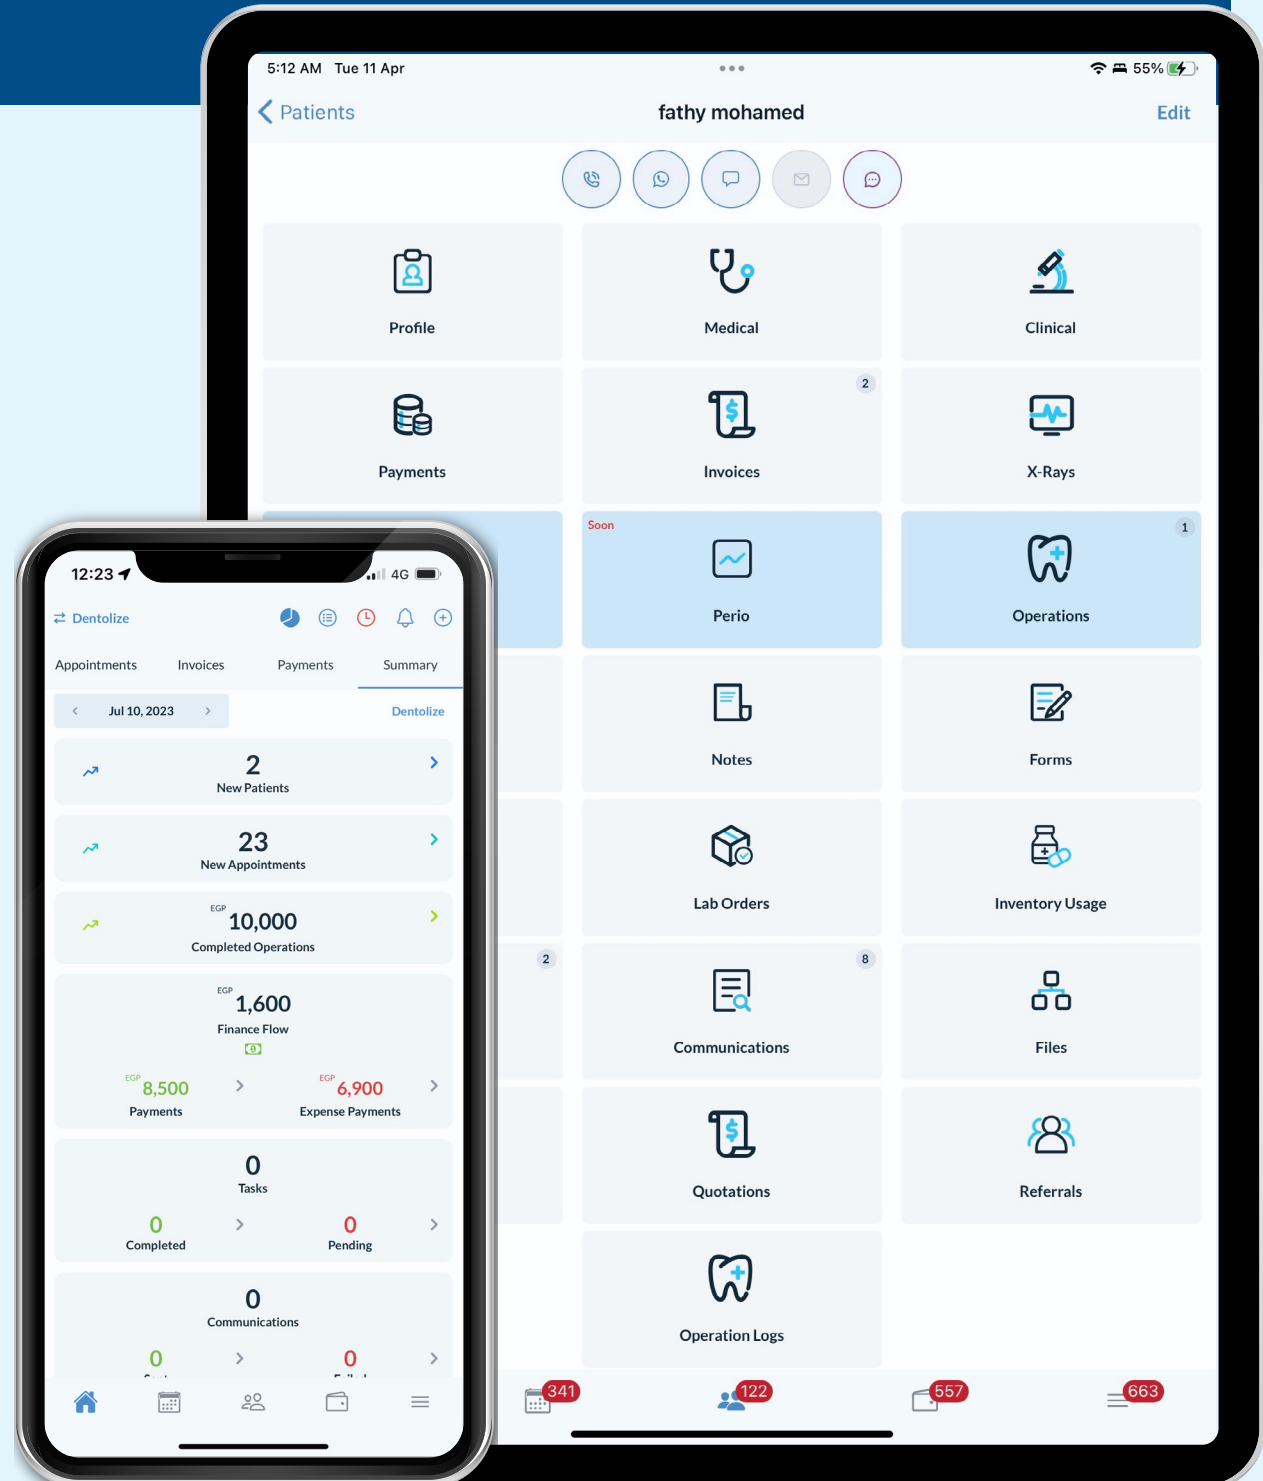 5:12 AM Tue 11 Apr
55%
Patients
fathy mohamed
Edit
Profile
Medical
Clinical
Payments
2
Invoices
X-Rays
Soon
Perio
1
Operations
Notes
Forms
Lab Orders
Inventory Usage
2
8
Communications
Files
Quotations
Referrals
Operation Logs
341
122
557
663
12:23
4G
Dentolize
Appointments
Invoices
Payments
Summary
Jul 10, 2023
Dentolize
2
New Patients
23
New Appointments
EGP 10,000
Completed Operations
EGP 1,600
Finance Flow
EGP 8,500
Payments
EGP 6,900
Expense Payments
0
Tasks
0
Completed
0
Pending
0
Communications
0
0